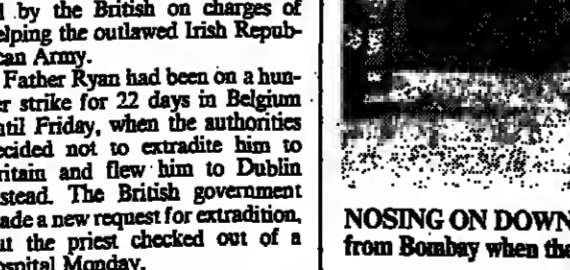 by the British on charges of
elping the outlawed Irish Repub-
can Army.
Father Ryan had been on a hun-
er strike for 22 days in Belgium
ntil Friday, when the authorities
ecided not to extradite him to
ritain and flew him to Dublin
stead. The British government
ade a new request for extradition,
ut the priest checked out of a
ospital Monday.
NOSING ON DOWN
from Bombay when the